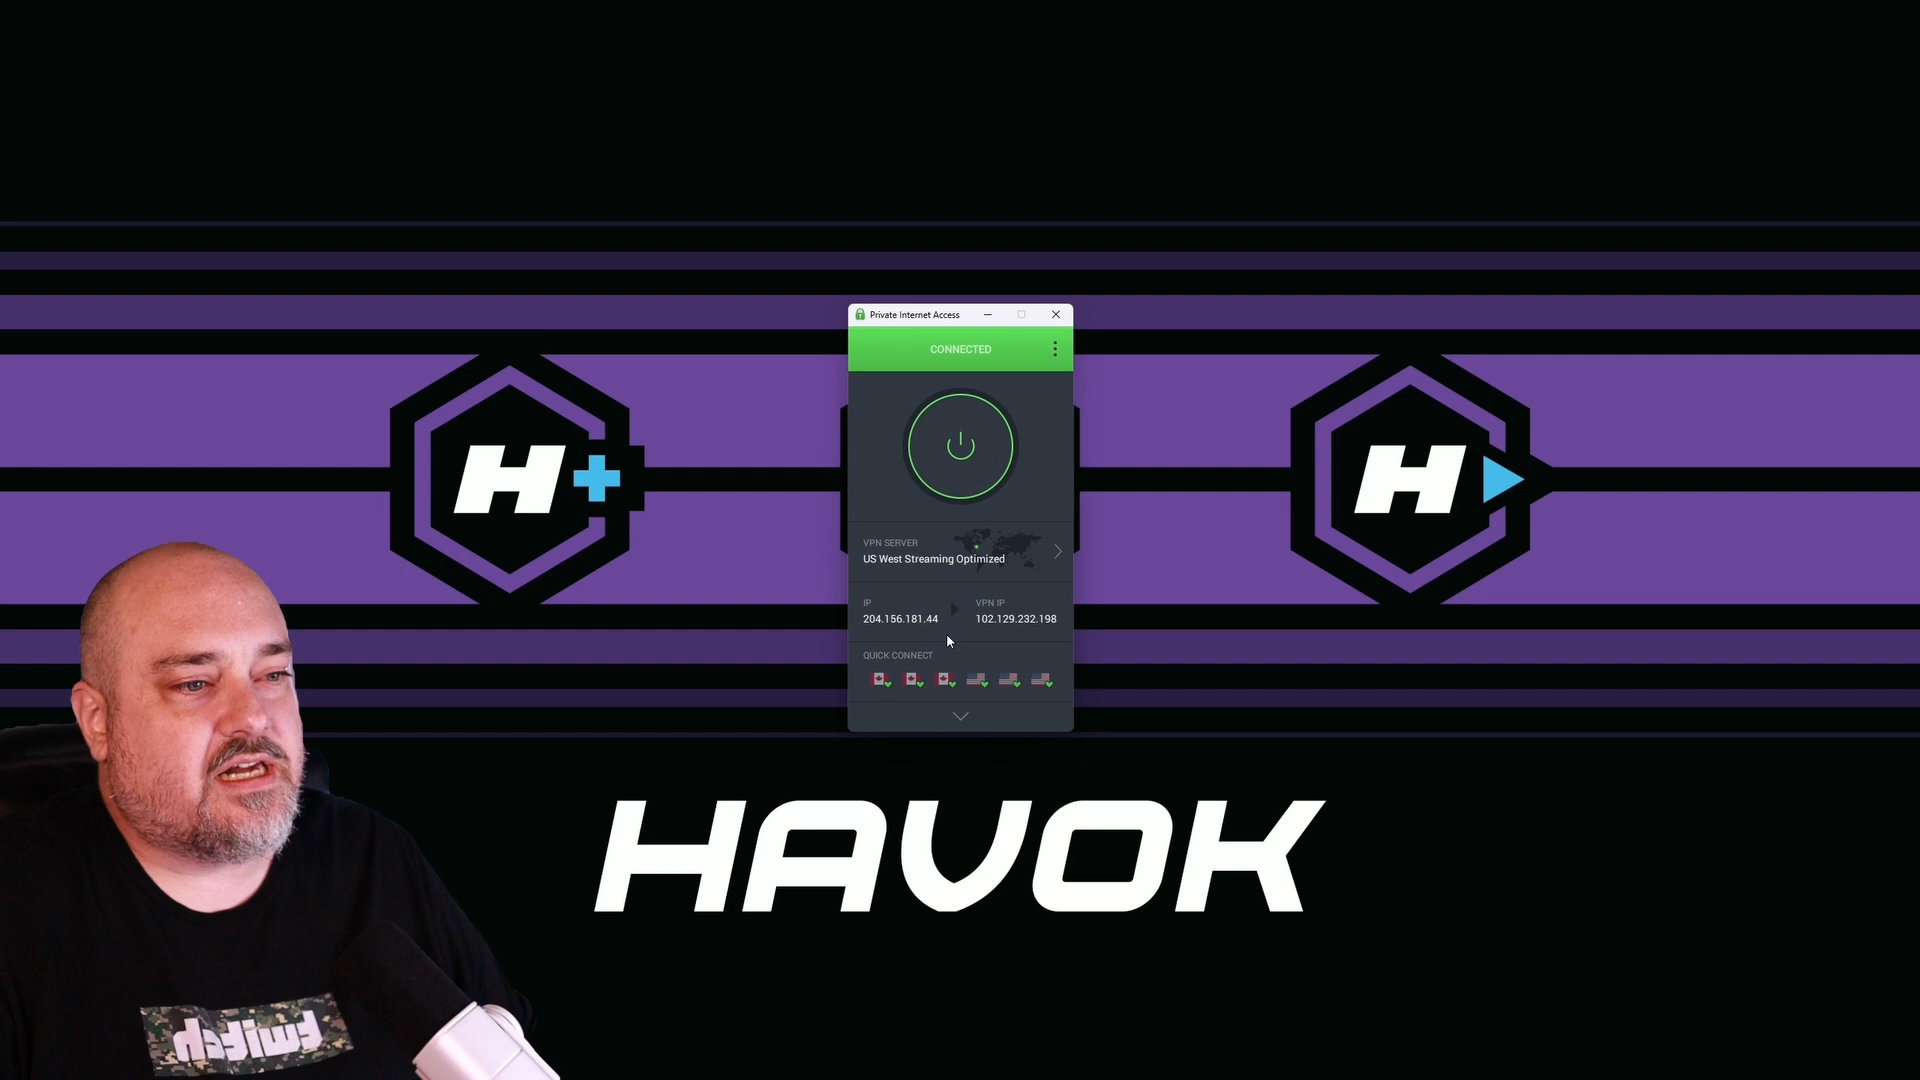 Private Internet Access
CONNECTED
H
H
VPN SERVER
US West Streaming Optimized
IP
VPN IP
204.156.181.44
102.129.232.198
QUICK CONNECT
HAVOK
twitch